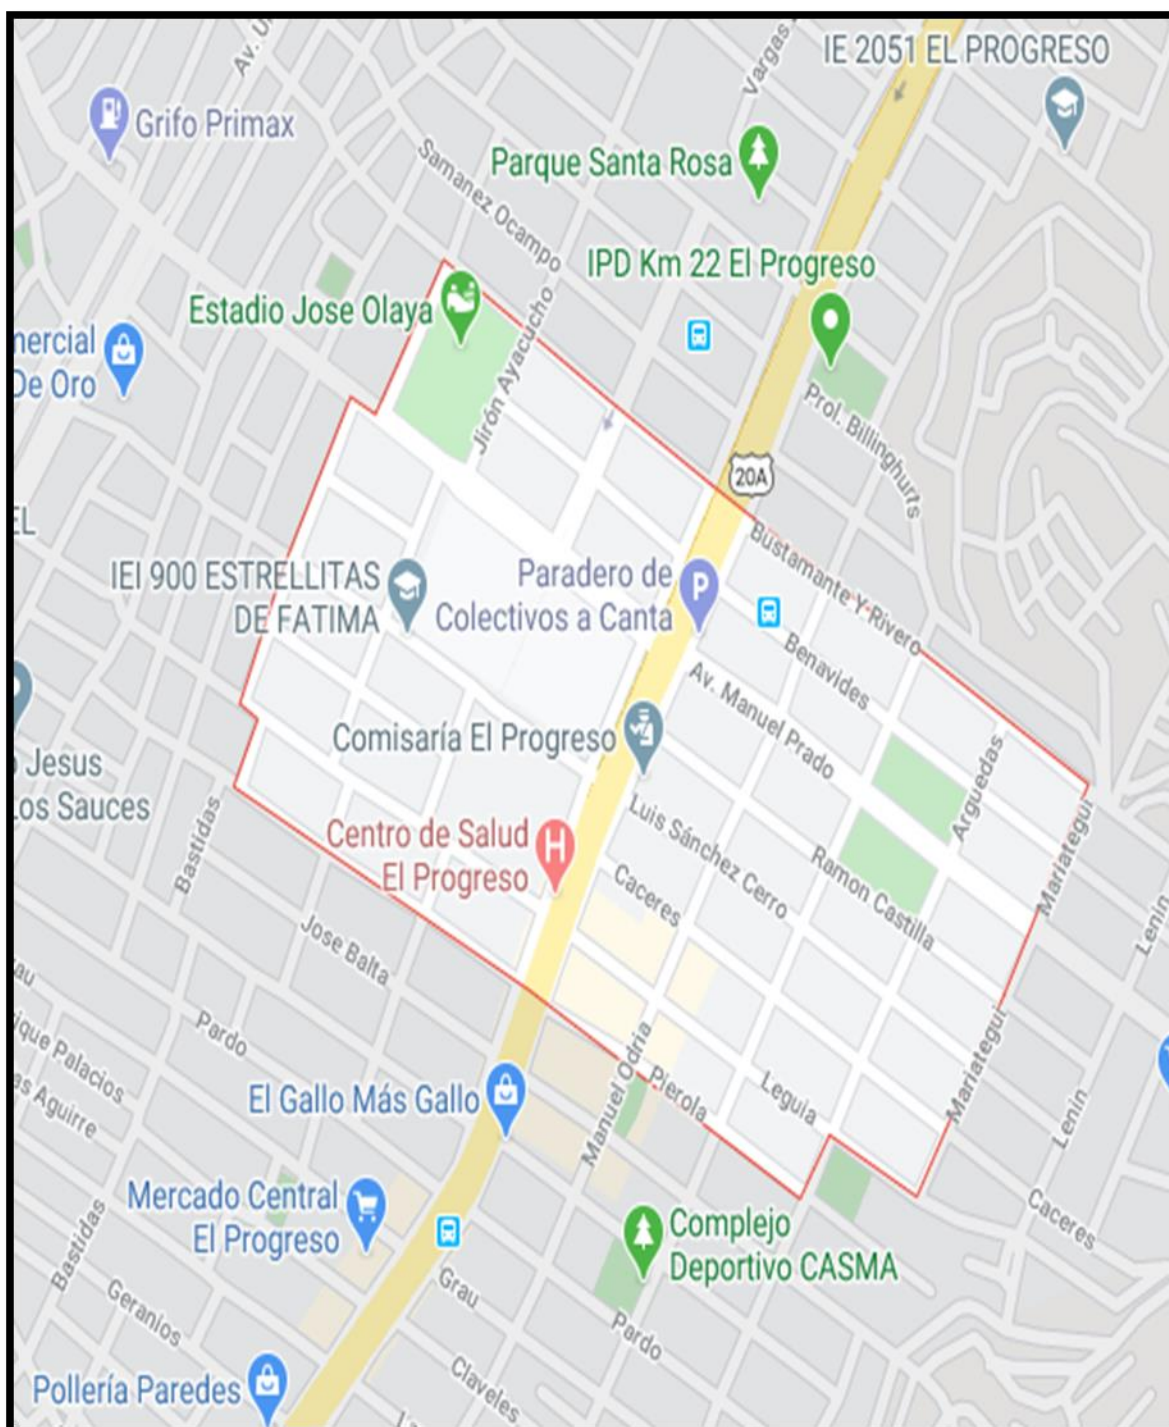 IE 2051 EL PROGRESO
Av.
Vargas
Grifo Primax
Parque Santa Rosa
Samanez Ocampo
IPD Km 22 El Progreso
Estadio Jose Olaya
Jirón Ayacucho
De Oro
Prol. Billinghurts
20A
Bustamante Y Rivero
IEI 900 ESTRELLITAS
DE FATIMA
Paradero de
Colectivos a Canta
P
Benavides
Av. Manuel Prado
Comisaría El Progreso
Jesus
Los Sauces
Bastidas
Arguedas
Mariategui
Centro de Salud
El Progreso
H
Luis Sánchez Cerro
Ramon Castilla
Caceres
Lenin
Jose Balta
Pardo
Palacios
Aguirre
Manuel Odria
Pierola
Leguia
Mariategui
Lenin
El Gallo Más Gallo
Mercado Central
El Progreso
Complejo
Deportivo CASMA
Caceres
Bastidas
Geranios
Grau
Pardo
Claveles
Pollería Paredes